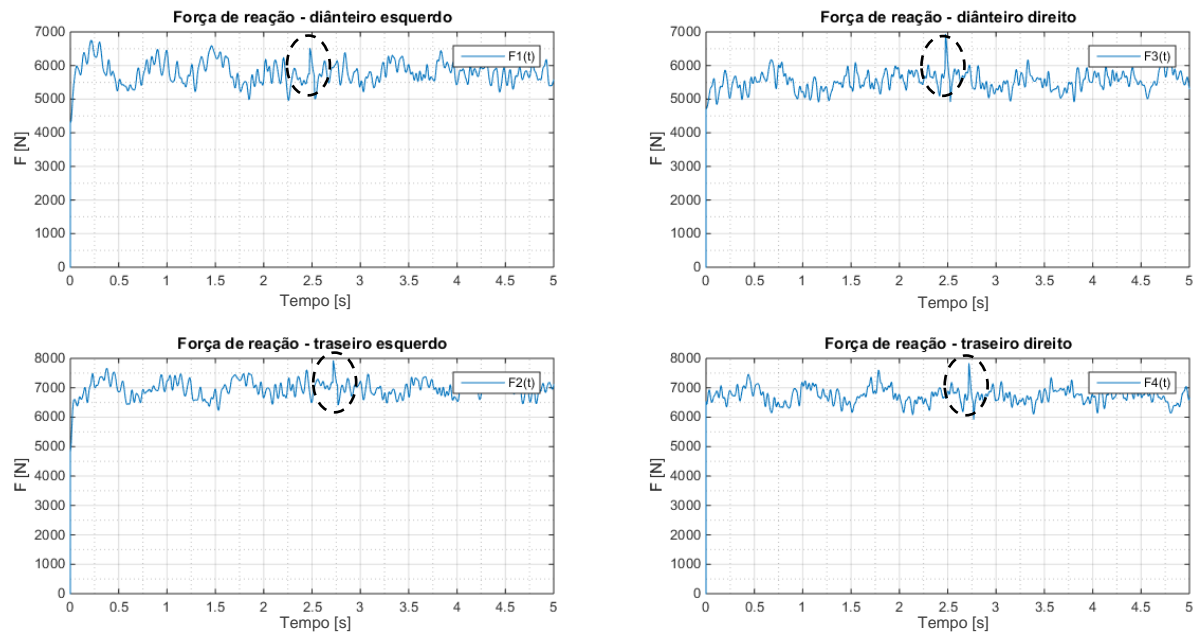 Força de reação - diânteiro esquerdo
F1(t)
F [N]
7000
6000
5000
4000
3000
2000
1000
0
0 0.5 1 1.5 2 2.5 3 3.5 4 4.5 5
Tempo [s]
Força de reação - diânteiro direito
F3(t)
F [N]
7000
6000
5000
4000
3000
2000
1000
0
0 0.5 1 1.5 2 2.5 3 3.5 4 4.5 5
Tempo [s]
Força de reação - traseiro esquerdo
F2(t)
F [N]
8000
7000
6000
5000
4000
3000
2000
1000
0
0 0.5 1 1.5 2 2.5 3 3.5 4 4.5 5
Tempo [s]
Força de reação - traseiro direito
F4(t)
F [N]
8000
7000
6000
5000
4000
3000
2000
1000
0
0 0.5 1 1.5 2 2.5 3 3.5 4 4.5 5
Tempo [s]